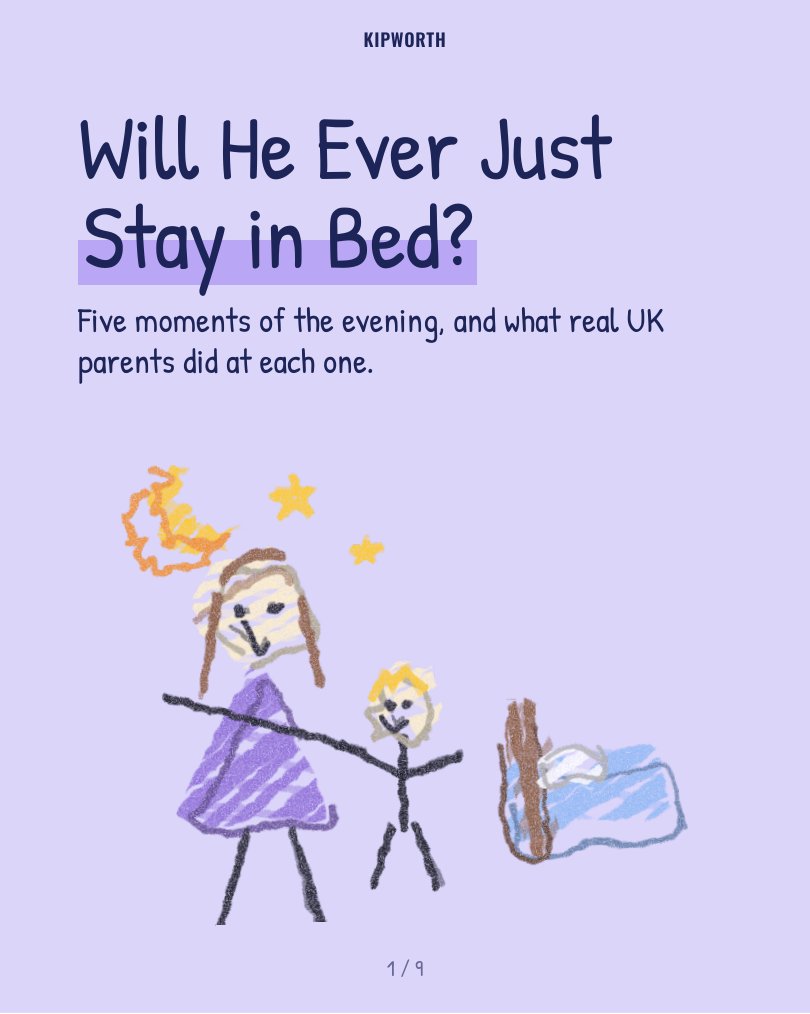 KIPWORTH
Will He Ever Just
Stay in Bed?
Five moments of the evening, and what real UK
parents did at each one.
1 / 9